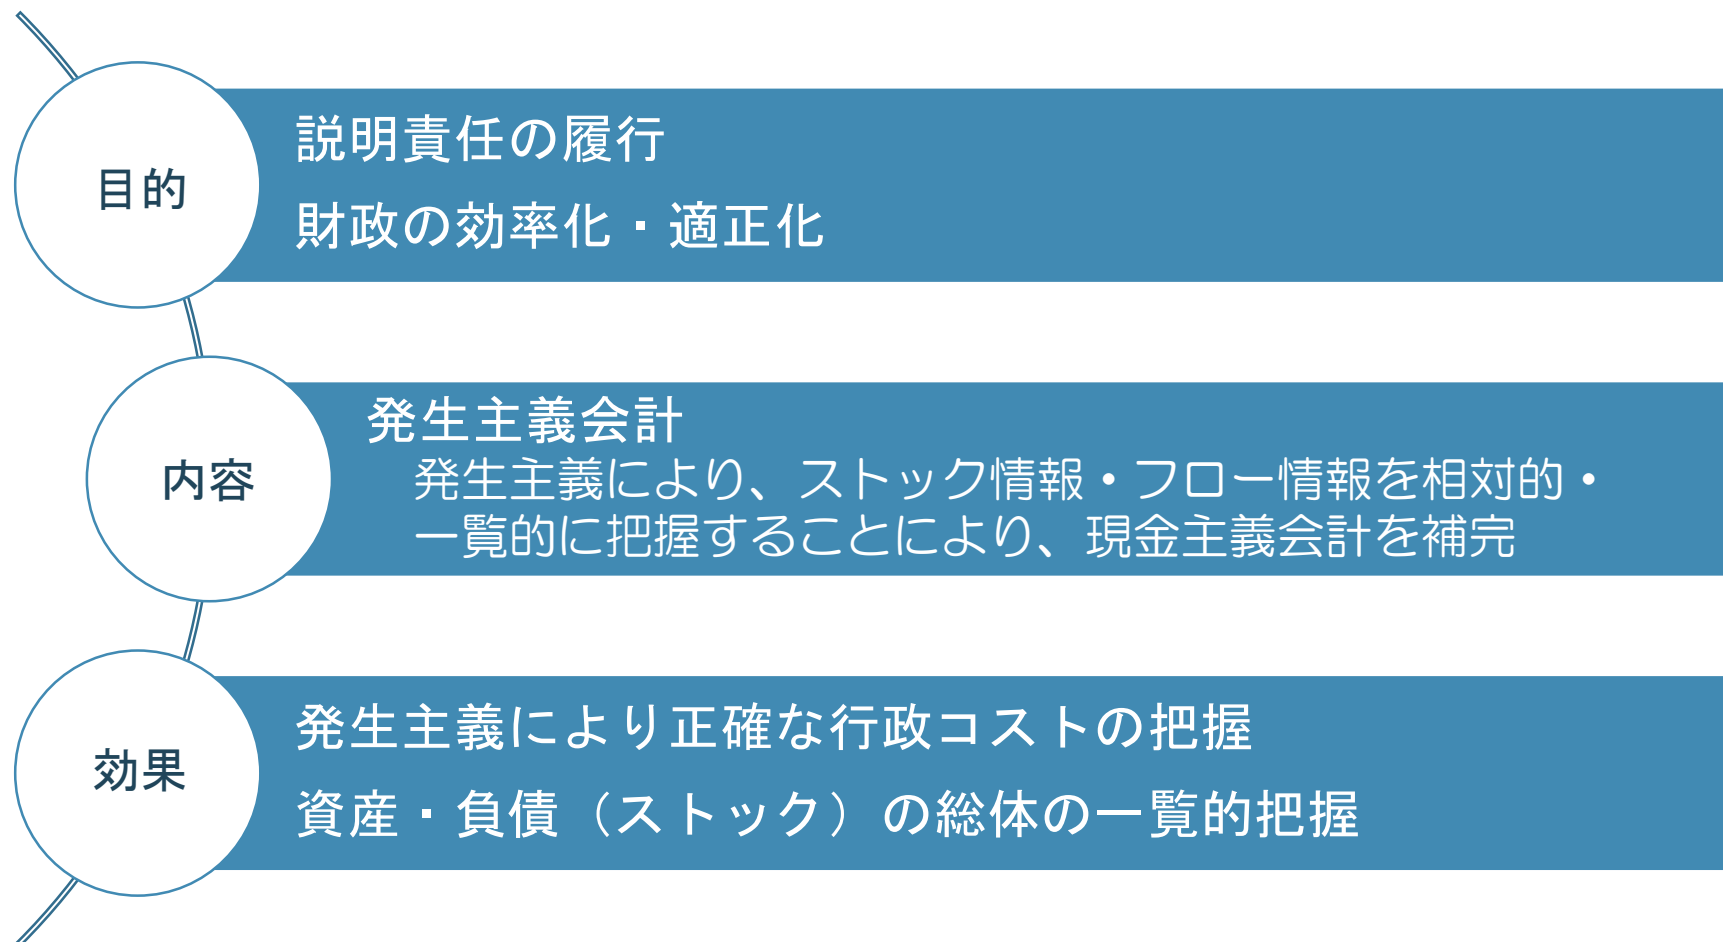 目的
説明責任の履行
財政の効率化・適正化
内容
発生主義会計
発生主義により、ストック情報・フロー情報を相対的・
一覧的に把握することにより、現金主義会計を補完
効果
発生主義により正確な行政コストの把握
資産・負債（ストック）の総体の一覧的把握